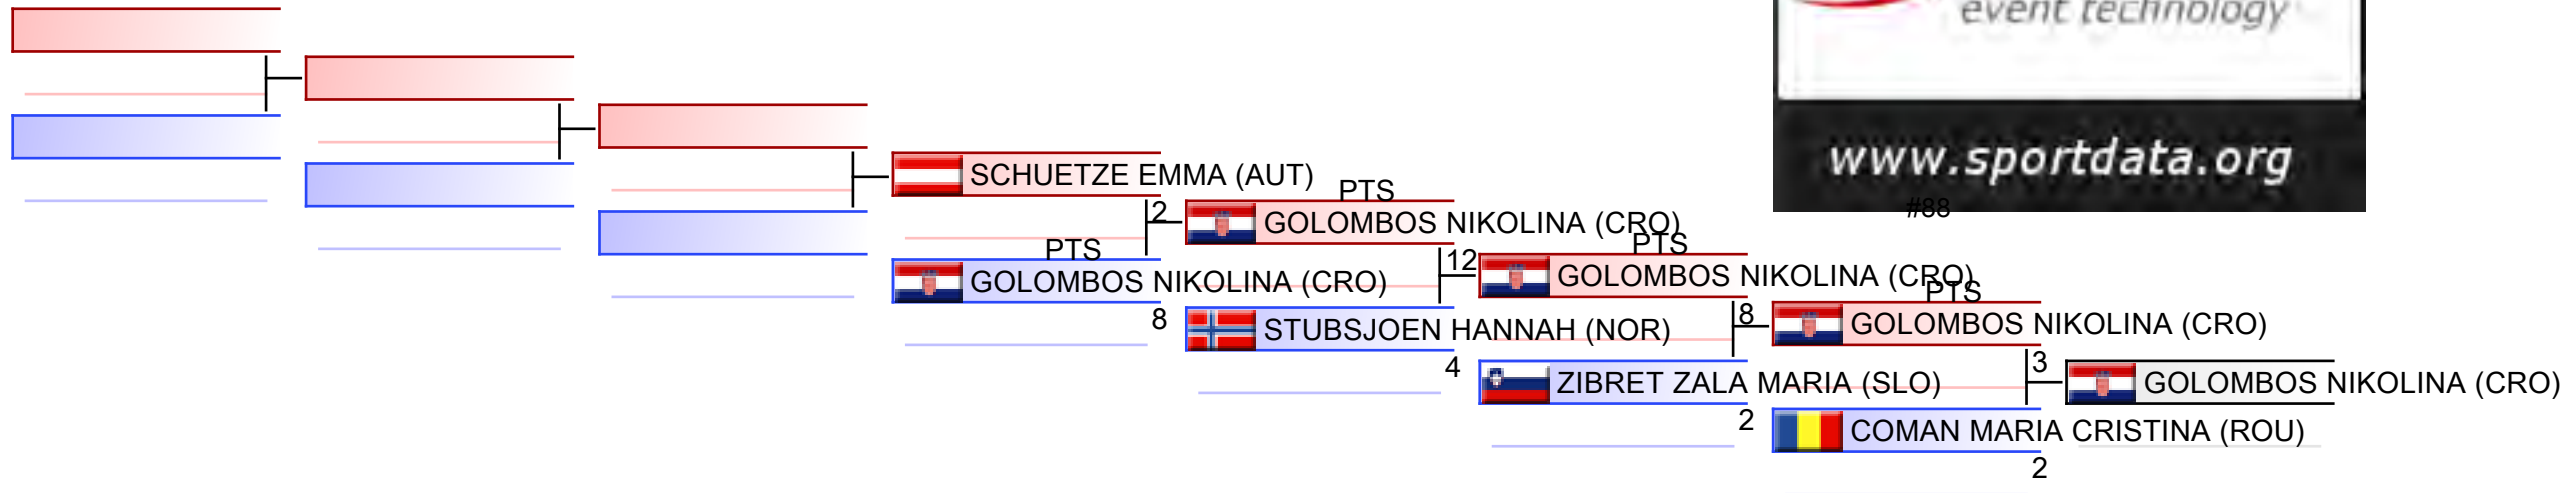 event technology
www.sportdata.org
#88
SCHUETZE EMMA (AUT)
PTS
2
GOLOMBOS NIKOLINA (CRO)
PTS
PTS
GOLOMBOS NIKOLINA (CRO)
12
GOLOMBOS NIKOLINA (CRO)
PTS
8
STUBSJOEN HANNAH (NOR)
8
GOLOMBOS NIKOLINA (CRO)
4
ZIBRET ZALA MARIA (SLO)
3
GOLOMBOS NIKOLINA (CRO)
2
COMAN MARIA CRISTINA (ROU)
2